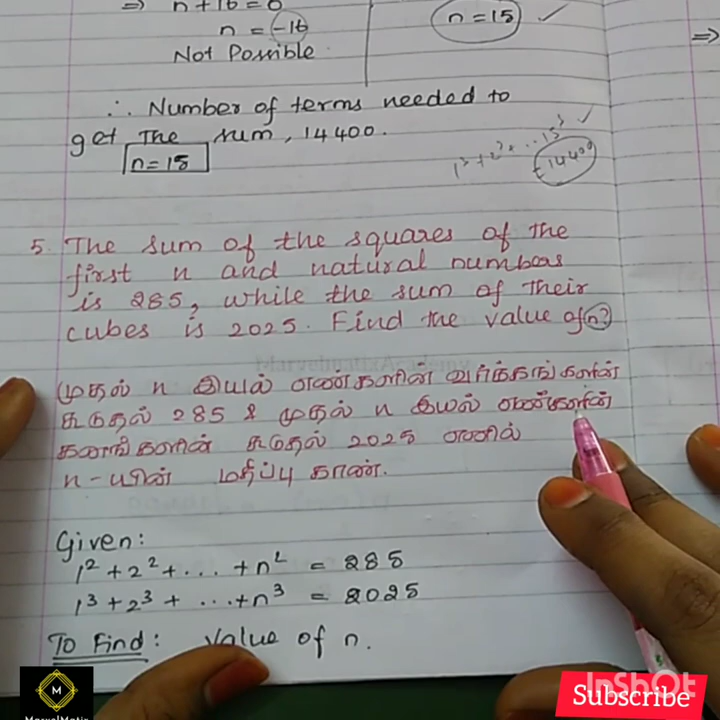 ⇒ n+16=0
n = -16
Not Possible
n=15 ✓
⇒
∴ Number of terms needed to
get The sum, 14400.
n=15
1³+2³+...15³ ✓
14400
5. The sum of the squares of the
first n and natural numbers
is 285, while the sum of their
cubes is 2025. Find the value of n?
MarvelmatixAcademy
முதல் n இயல் எண்களின் வர்க்கங்களின்
கூடுதல் 285 & முதல் n இயல் எண்களின்
கனங்களின் கூடுதல் 2025 எனில்
n-யின் மதிப்பு காண்.
Given:
1²+2²+...+n² = 285
1³+2³+...+n³ = 2025
To Find: Value of n.
M
InShOt
Subscribe